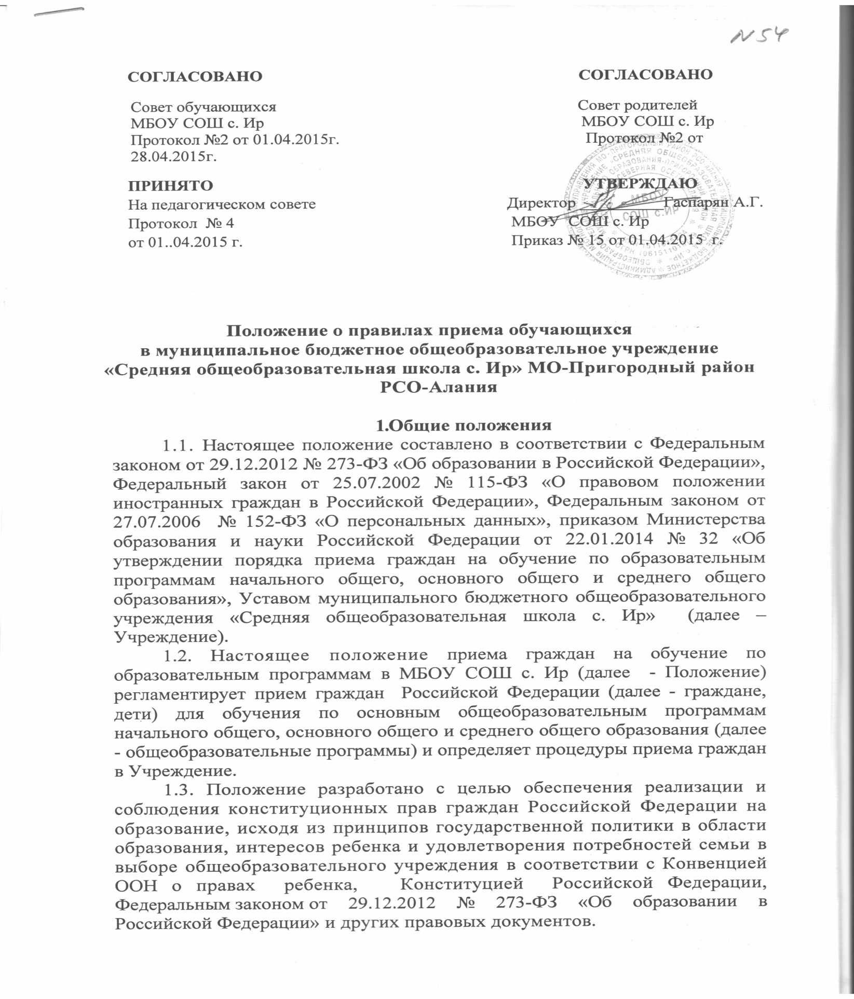 N 54
СОГЛАСОВАНО
Совет обучающихся
МБОУ СОШ с. Ир
Протокол №2 от 01.04.2015г.
28.04.2015г.
СОГЛАСОВАНО
Совет родителей
МБОУ СОШ с. Ир
Протокол №2 от
ПРИНЯТО
На педагогическом совете
Протокол № 4
от 01..04.2015 г.
УТВЕРЖДАЮ
Директор ___________Гаспарян А.Г.
МБОУ СОШ с. Ир
Приказ № 15 от 01.04.2015 г.
МБОУ
СОШ с.ИР
Положение о правилах приема обучающихся
в муниципальное бюджетное общеобразовательное учреждение
«Средняя общеобразовательная школа с. Ир» МО-Пригородный район
РСО-Алания
1.Общие положения
1.1. Настоящее положение составлено в соответствии с Федеральным
законом от 29.12.2012 № 273-ФЗ «Об образовании в Российской Федерации»,
Федеральный закон от 25.07.2002 № 115-ФЗ «О правовом положении
иностранных граждан в Российской Федерации», Федеральным законом от
27.07.2006 № 152-ФЗ «О персональных данных», приказом Министерства
образования и науки Российской Федерации от 22.01.2014 № 32 «Об
утверждении порядка приема граждан на обучение по образовательным
программам начального общего, основного общего и среднего общего
образования», Уставом муниципального бюджетного общеобразовательного
учреждения «Средняя общеобразовательная школа с. Ир» (далее –
Учреждение).
1.2. Настоящее положение приема граждан на обучение по
образовательным программам в МБОУ СОШ с. Ир (далее - Положение)
регламентирует прием граждан Российской Федерации (далее - граждане,
дети) для обучения по основным общеобразовательным программам
начального общего, основного общего и среднего общего образования (далее
- общеобразовательные программы) и определяет процедуры приема граждан
в Учреждение.
1.3. Положение разработано с целью обеспечения реализации и
соблюдения конституционных прав граждан Российской Федерации на
образование, исходя из принципов государственной политики в области
образования, интересов ребенка и удовлетворения потребностей семьи в
выборе общеобразовательного учреждения в соответствии с Конвенцией
ООН о правах ребенка, Конституцией Российской Федерации,
Федеральным законом от 29.12.2012 № 273-ФЗ «Об образовании в
Российской Федерации» и других правовых документов.